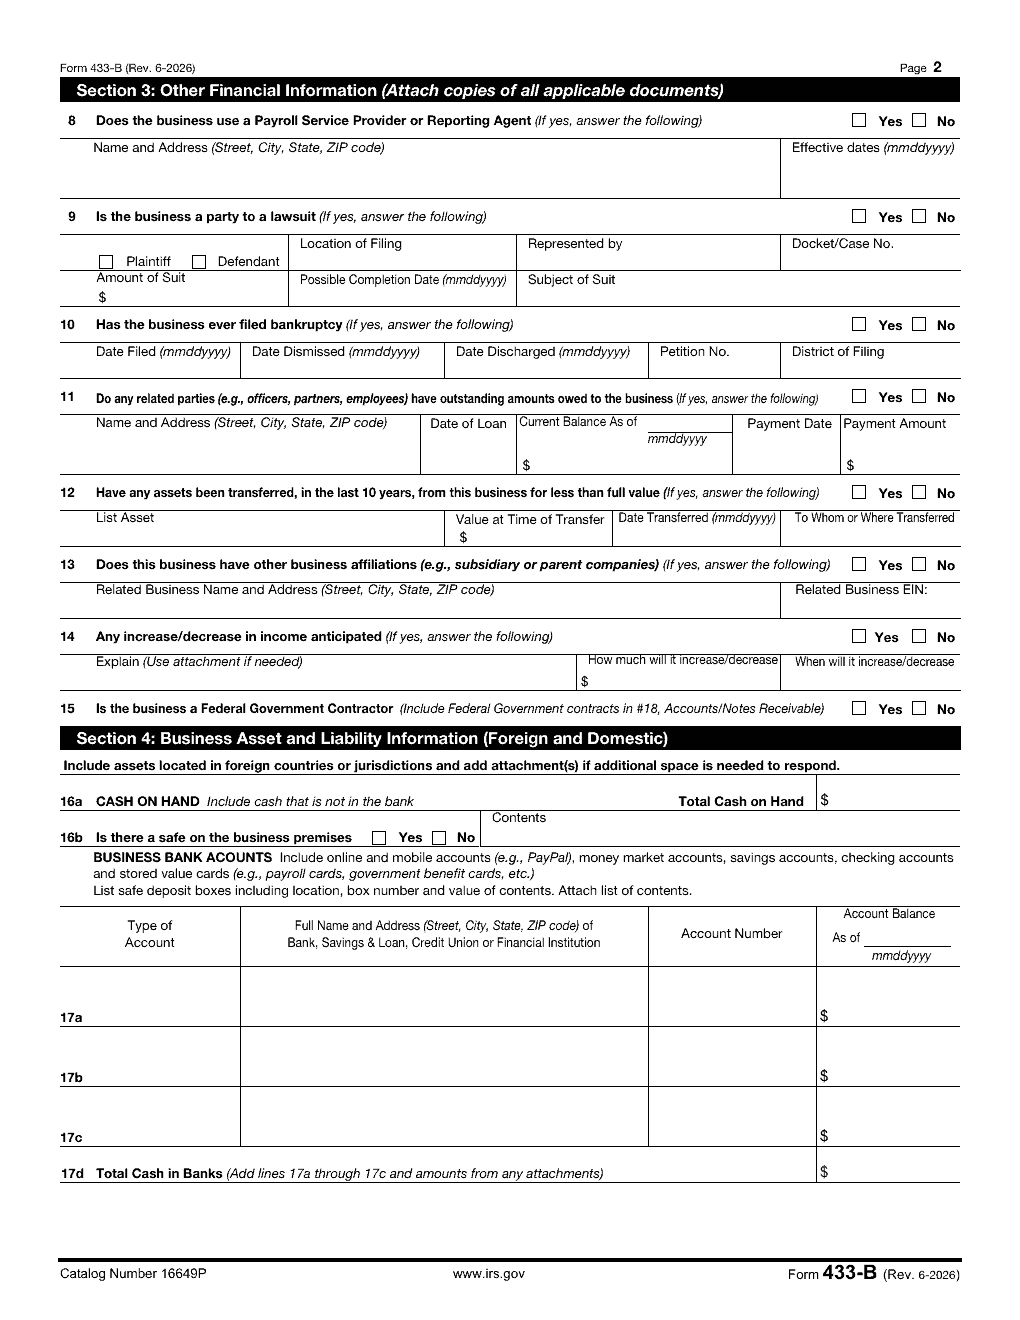 Form 433-B (Rev. 6-2026) Page 2
Section 3: Other Financial Information (Attach copies of all applicable documents)
8 Does the business use a Payroll Service Provider or Reporting Agent (If yes, answer the following) Yes No
Name and Address (Street, City, State, ZIP code) Effective dates (mmddyyyy)
9 Is the business a party to a lawsuit (If yes, answer the following) Yes No
Plaintiff Defendant Location of Filing Represented by Docket/Case No.
Amount of Suit Possible Completion Date (mmddyyyy) Subject of Suit
$
10 Has the business ever filed bankruptcy (If yes, answer the following) Yes No
Date Filed (mmddyyyy) Date Dismissed (mmddyyyy) Date Discharged (mmddyyyy) Petition No. District of Filing
11 Do any related parties (e.g., officers, partners, employees) have outstanding amounts owed to the business (If yes, answer the following) Yes No
Name and Address (Street, City, State, ZIP code) Date of Loan Current Balance As of Payment Date Payment Amount
mmddyyyy
$ $
12 Have any assets been transferred, in the last 10 years, from this business for less than full value (If yes, answer the following) Yes No
List Asset Value at Time of Transfer Date Transferred (mmddyyyy) To Whom or Where Transferred
$
13 Does this business have other business affiliations (e.g., subsidiary or parent companies) (If yes, answer the following) Yes No
Related Business Name and Address (Street, City, State, ZIP code) Related Business EIN:
14 Any increase/decrease in income anticipated (If yes, answer the following) Yes No
Explain (Use attachment if needed) How much will it increase/decrease When will it increase/decrease
$
15 Is the business a Federal Government Contractor (Include Federal Government contracts in #18, Accounts/Notes Receivable) Yes No
Section 4: Business Asset and Liability Information (Foreign and Domestic)
Include assets located in foreign countries or jurisdictions and add attachment(s) if additional space is needed to respond.
16a CASH ON HAND Include cash that is not in the bank Total Cash on Hand $
16b Is there a safe on the business premises Yes No Contents
BUSINESS BANK ACOUNTS Include online and mobile accounts (e.g., PayPal), money market accounts, savings accounts, checking accounts
and stored value cards (e.g., payroll cards, government benefit cards, etc.)
List safe deposit boxes including location, box number and value of contents. Attach list of contents.
Type of Full Name and Address (Street, City, State, ZIP code) of Account Number Account Balance
Account Bank, Savings & Loan, Credit Union or Financial Institution As of
mmddyyyy
17a $
17b $
17c $
17d Total Cash in Banks (Add lines 17a through 17c and amounts from any attachments) $
Catalog Number 16649P www.irs.gov Form 433-B (Rev. 6-2026)